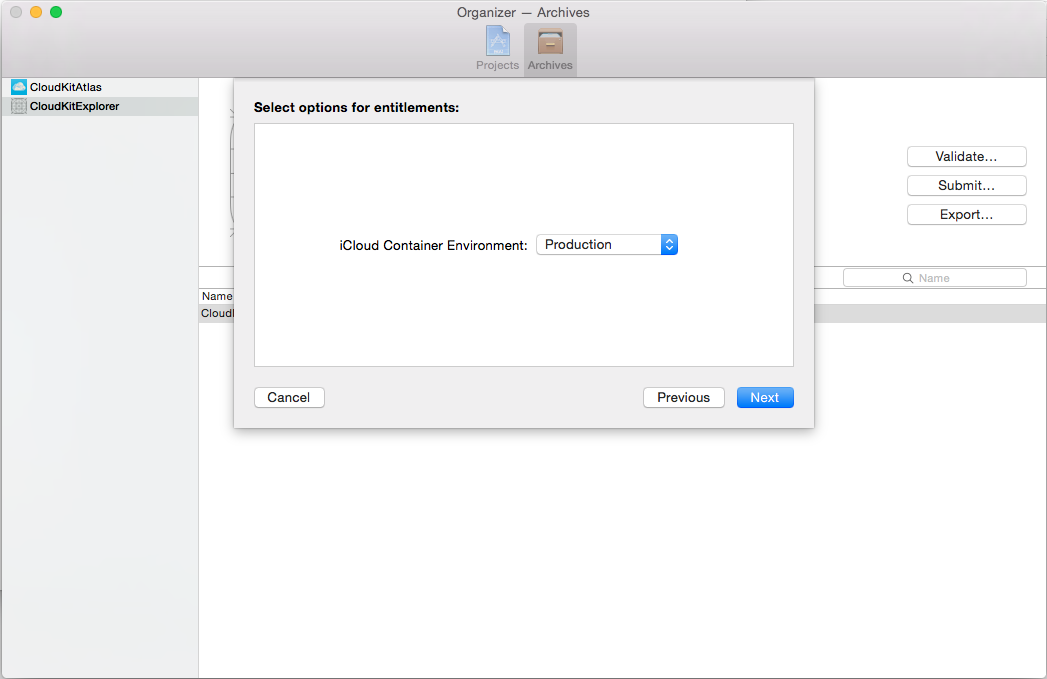 Organizer — Archives
Projects
Archives
CloudKitAtlas
CloudKitExplorer
Select options for entitlements:
iCloud Container Environment: Production
Cancel
Previous
Next
Validate...
Submit...
Export...
Name
Name